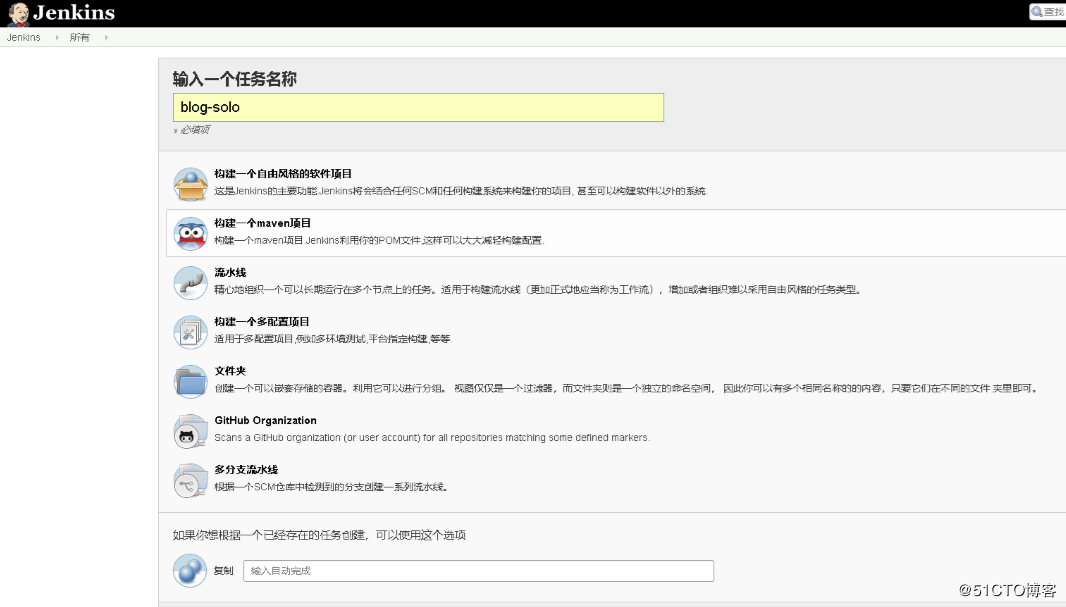 Jenkins
查找
Jenkins 所有
输入一个任务名称
blog-solo
» 必填项
构建一个自由风格的软件项目
这是Jenkins的主要功能.Jenkins将会结合任何SCM和任何构建系统来构建你的项目, 甚至可以构建软件以外的系统.
构建一个maven项目
构建一个maven项目.Jenkins利用你的POM文件,这样可以大大减轻构建配置.
流水线
精心地组织一个可以长期运行在多个节点上的任务。适用于构建流水线（更加正式地应当称为工作流），增加或者组织难以采用自由风格的任务类型。
构建一个多配置项目
适用于多配置项目,例如多环境测试,平台指定构建,等等.
文件夹
创建一个可以嵌套存储的容器。利用它可以进行分组。 视图仅仅是一个过滤器，而文件夹则是一个独立的命名空间， 因此你可以有多个相同名称的的内容，只要它们在不同的文件 夹里即可。
GitHub Organization
Scans a GitHub organization (or user account) for all repositories matching some defined markers.
多分支流水线
根据一个SCM仓库中检测到的分支创建一系列流水线。
如果你想根据一个已经存在的任务创建，可以使用这个选项
复制 输入自动完成
@51CTO博客